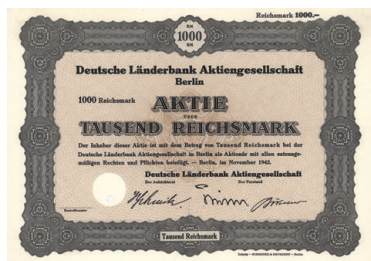 Reichsmark 1000.—
RM
1000
RM
Deutsche Länderbank Aktiengesellschaft
Berlin
1000 Reichsmark
AKTIE
ÜBER
TAUSEND REICHSMARK
Der Inhaber dieser Aktie ist mit dem Betrag von Tausend Reichsmark bei der
Deutsche Länderbank Aktiengesellschaft in Berlin als Aktionär mit allen satzungs-
mäßigen Rechten und Pflichten beteiligt. — Berlin, im November 1942.
Deutsche Länderbank Aktiengesellschaft
Der Aufsichtsrat
Der Vorstand
Tausend Reichsmark